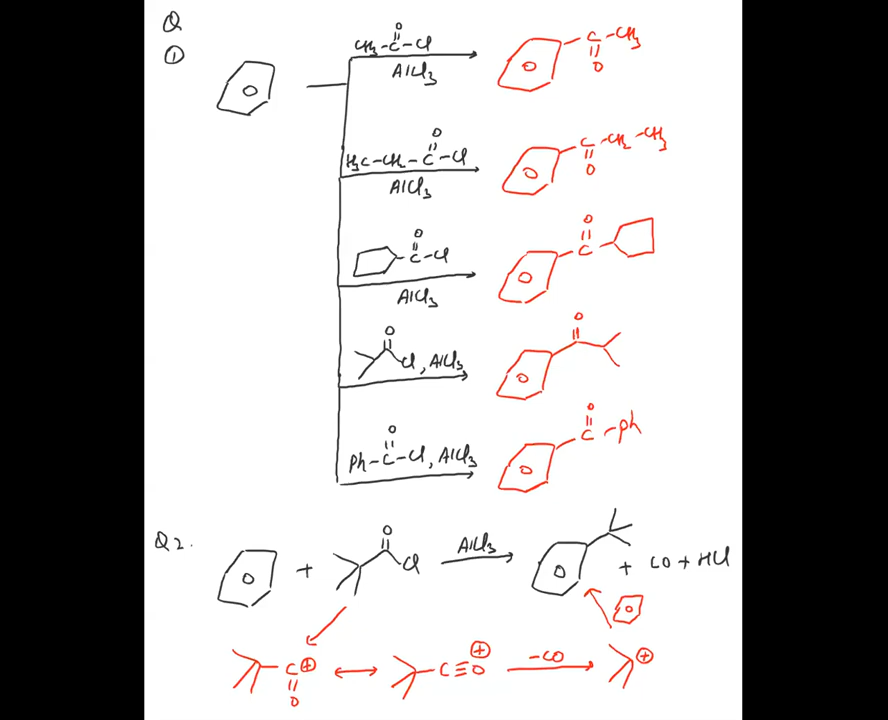 Q
①
CH₃-C-Cl
O
AlCl₃
C-CH₃
O
H₃C-CH₂-C-Cl
O
AlCl₃
C-CH₂-CH₃
O
C-Cl
O
AlCl₃
O
C
O
Cl, AlCl₃
O
O
Ph-C-Cl, AlCl₃
O
C-Ph
Q2.
+
O
Cl
AlCl₃
+ CO + HCl
C⊕
O
C≡O
⊕
-CO
⊕